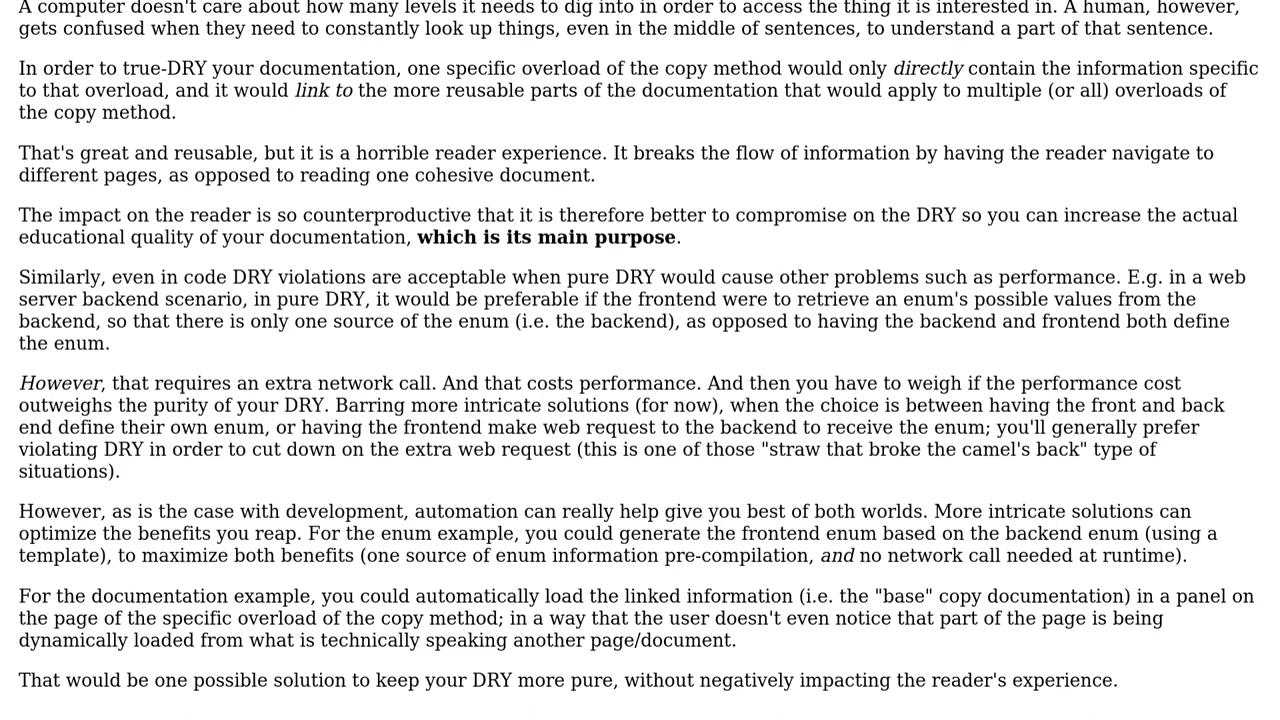 A computer doesn't care about how many levels it needs to dig into in order to access the thing it is interested in. A human, however,
gets confused when they need to constantly look up things, even in the middle of sentences, to understand a part of that sentence.
In order to true-DRY your documentation, one specific overload of the copy method would only directly contain the information specific
to that overload, and it would link to the more reusable parts of the documentation that would apply to multiple (or all) overloads of
the copy method.
That's great and reusable, but it is a horrible reader experience. It breaks the flow of information by having the reader navigate to
different pages, as opposed to reading one cohesive document.
The impact on the reader is so counterproductive that it is therefore better to compromise on the DRY so you can increase the actual
educational quality of your documentation, which is its main purpose.
Similarly, even in code DRY violations are acceptable when pure DRY would cause other problems such as performance. E.g. in a web
server backend scenario, in pure DRY, it would be preferable if the frontend were to retrieve an enum's possible values from the
backend, so that there is only one source of the enum (i.e. the backend), as opposed to having the backend and frontend both define
the enum.
However, that requires an extra network call. And that costs performance. And then you have to weigh if the performance cost
outweighs the purity of your DRY. Barring more intricate solutions (for now), when the choice is between having the front and back
end define their own enum, or having the frontend make web request to the backend to receive the enum; you'll generally prefer
violating DRY in order to cut down on the extra web request (this is one of those "straw that broke the camel's back" type of
situations).
However, as is the case with development, automation can really help give you best of both worlds. More intricate solutions can
optimize the benefits you reap. For the enum example, you could generate the frontend enum based on the backend enum (using a
template), to maximize both benefits (one source of enum information pre-compilation, and no network call needed at runtime).
For the documentation example, you could automatically load the linked information (i.e. the "base" copy documentation) in a panel on
the page of the specific overload of the copy method; in a way that the user doesn't even notice that part of the page is being
dynamically loaded from what is technically speaking another page/document.
That would be one possible solution to keep your DRY more pure, without negatively impacting the reader's experience.